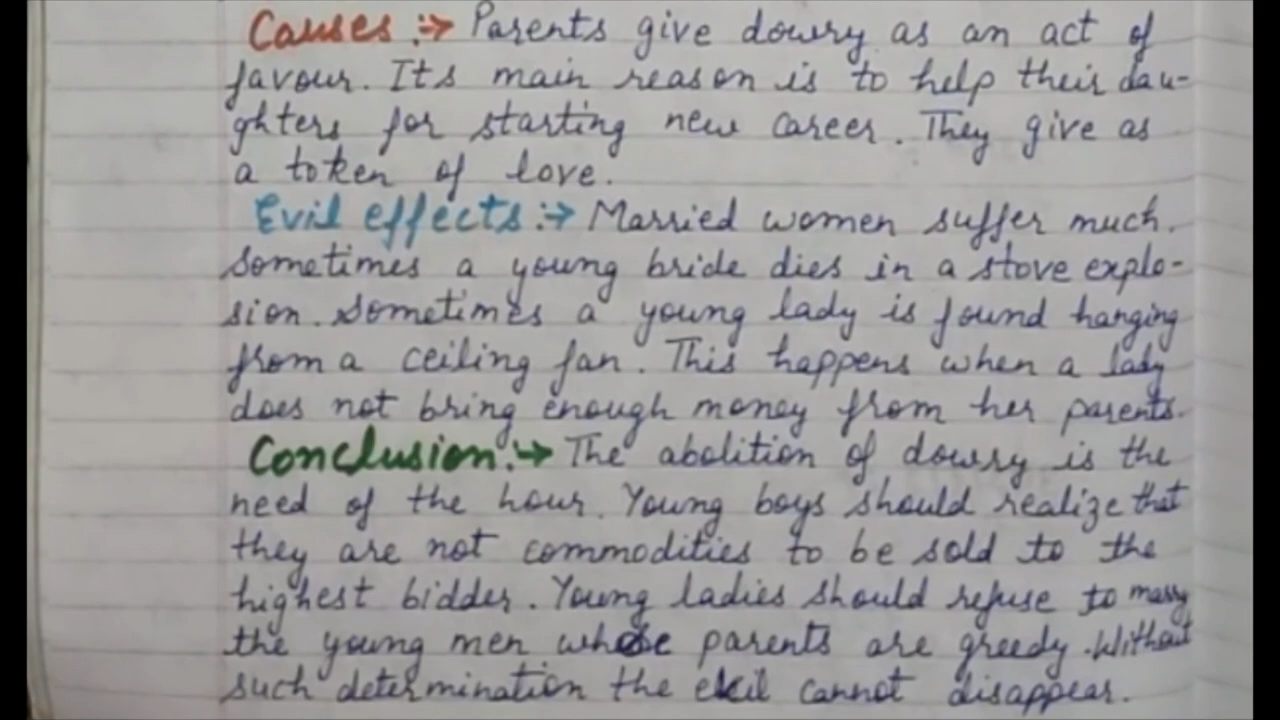 Causes :→ Parents give dowry as an act of
favour. Its main reason is to help their dau-
ghters for starting new career. They give as
a token of love.
Evil effects :→ Married women suffer much.
Sometimes a young bride dies in a stove explo-
sion. Sometimes a young lady is found hanging
from a ceiling fan. This happens when a lady
does not bring enough money from her parents.
Conclusion :→ The abolition of dowry is the
need of the hour. Young boys should realize that
they are not commodities to be sold to the
highest bidder. Young ladies should refuse to marry
the young men whose parents are greedy. Without
such determination the evil cannot disappear.